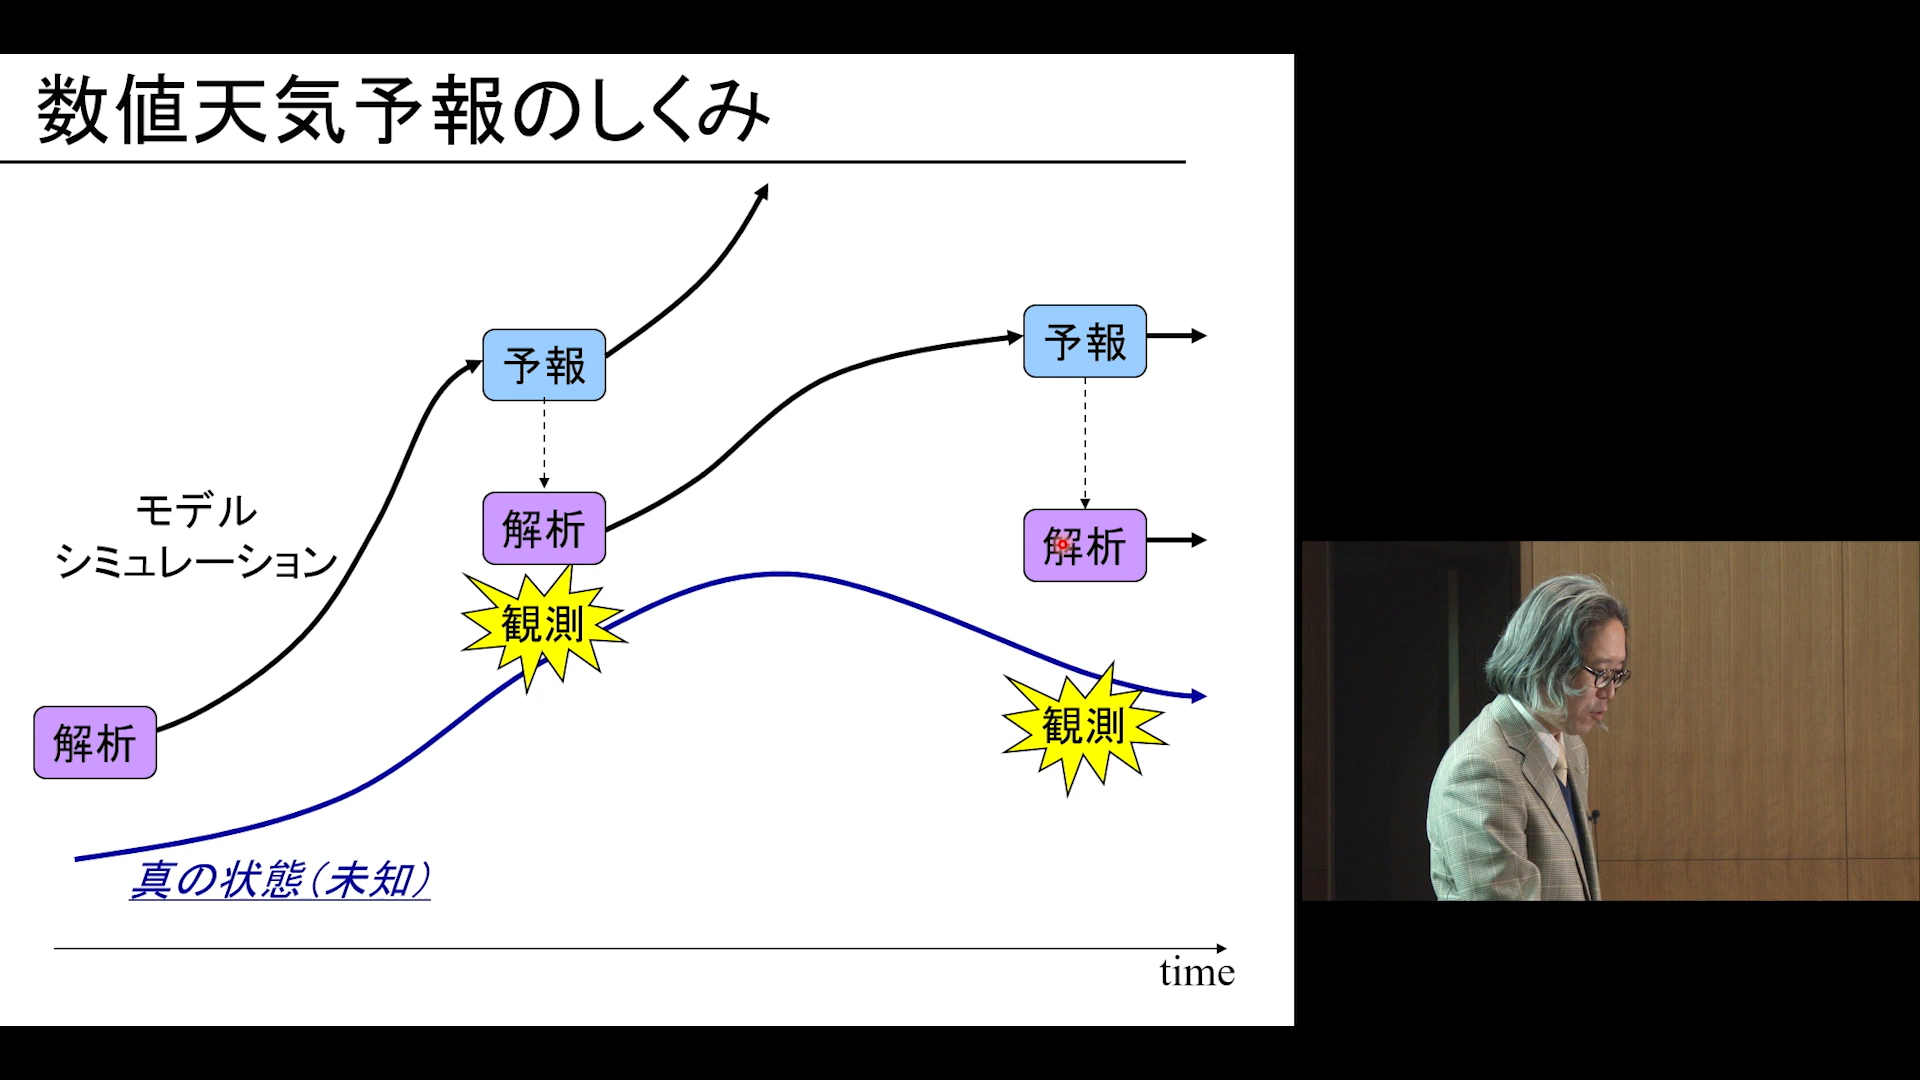 数値天気予報のしくみ
予報
予報
解析
モデル
シミュレーション
解析
観測
観測
解析
真の状態（未知）
time